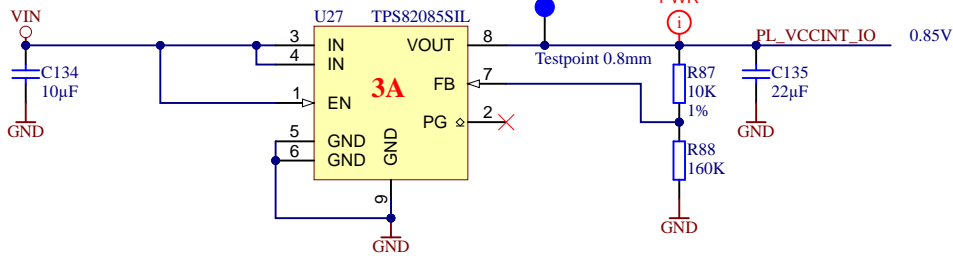 U27 TPS82085SIL
VIN
3 IN VOUT 8 PL_VCCINT_IO 0.85V
4 IN Testpoint 0.8mm
C134
10µF
GND
3A
FB 7
R87
10K
1%
C135
22µF
GND
1 EN
PG 2
5 GND
6 GND
GND
9
GND
R88
160K
GND
i